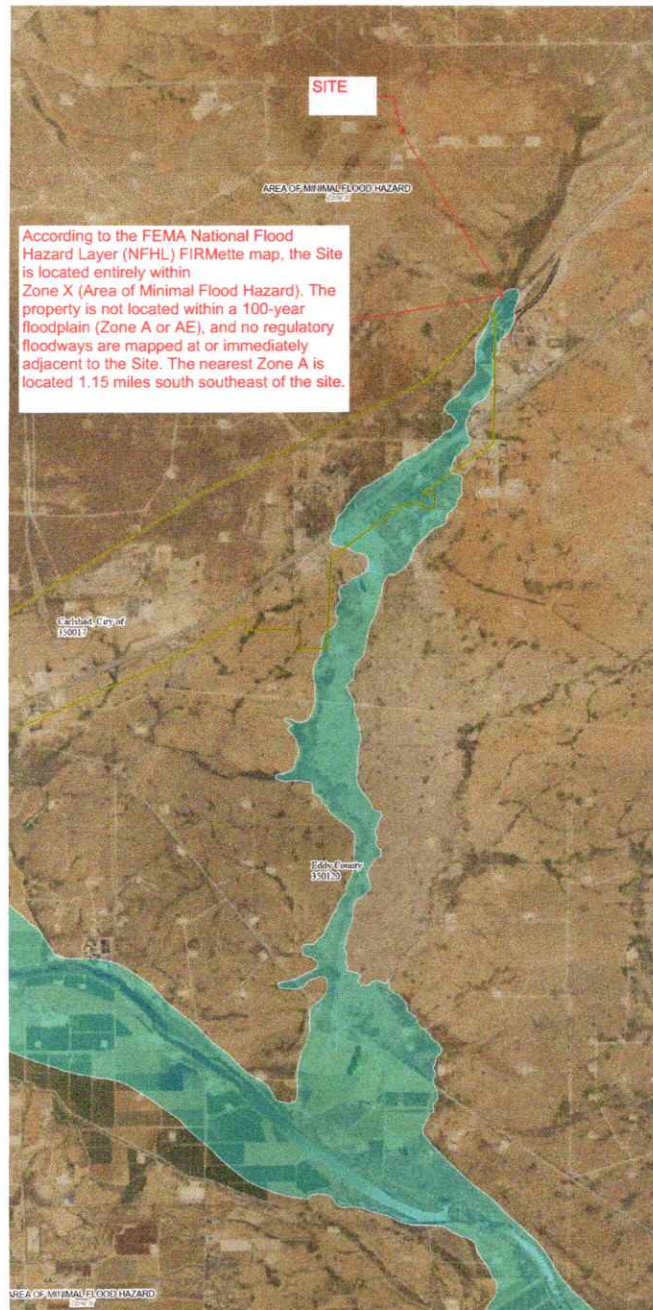 SITE
AREA OF MINIMAL FLOOD HAZARD
Zone X
According to the FEMA National Flood
Hazard Layer (NFHL) FIRMette map, the Site
is located entirely within
Zone X (Area of Minimal Flood Hazard). The
property is not located within a 100-year
floodplain (Zone A or AE), and no regulatory
floodways are mapped at or immediately
adjacent to the Site. The nearest Zone A is
located 1.15 miles south southeast of the site.
Carlsbad, City of
350017
Eddy County
350120
AREA OF MINIMAL FLOOD HAZARD
Zone X